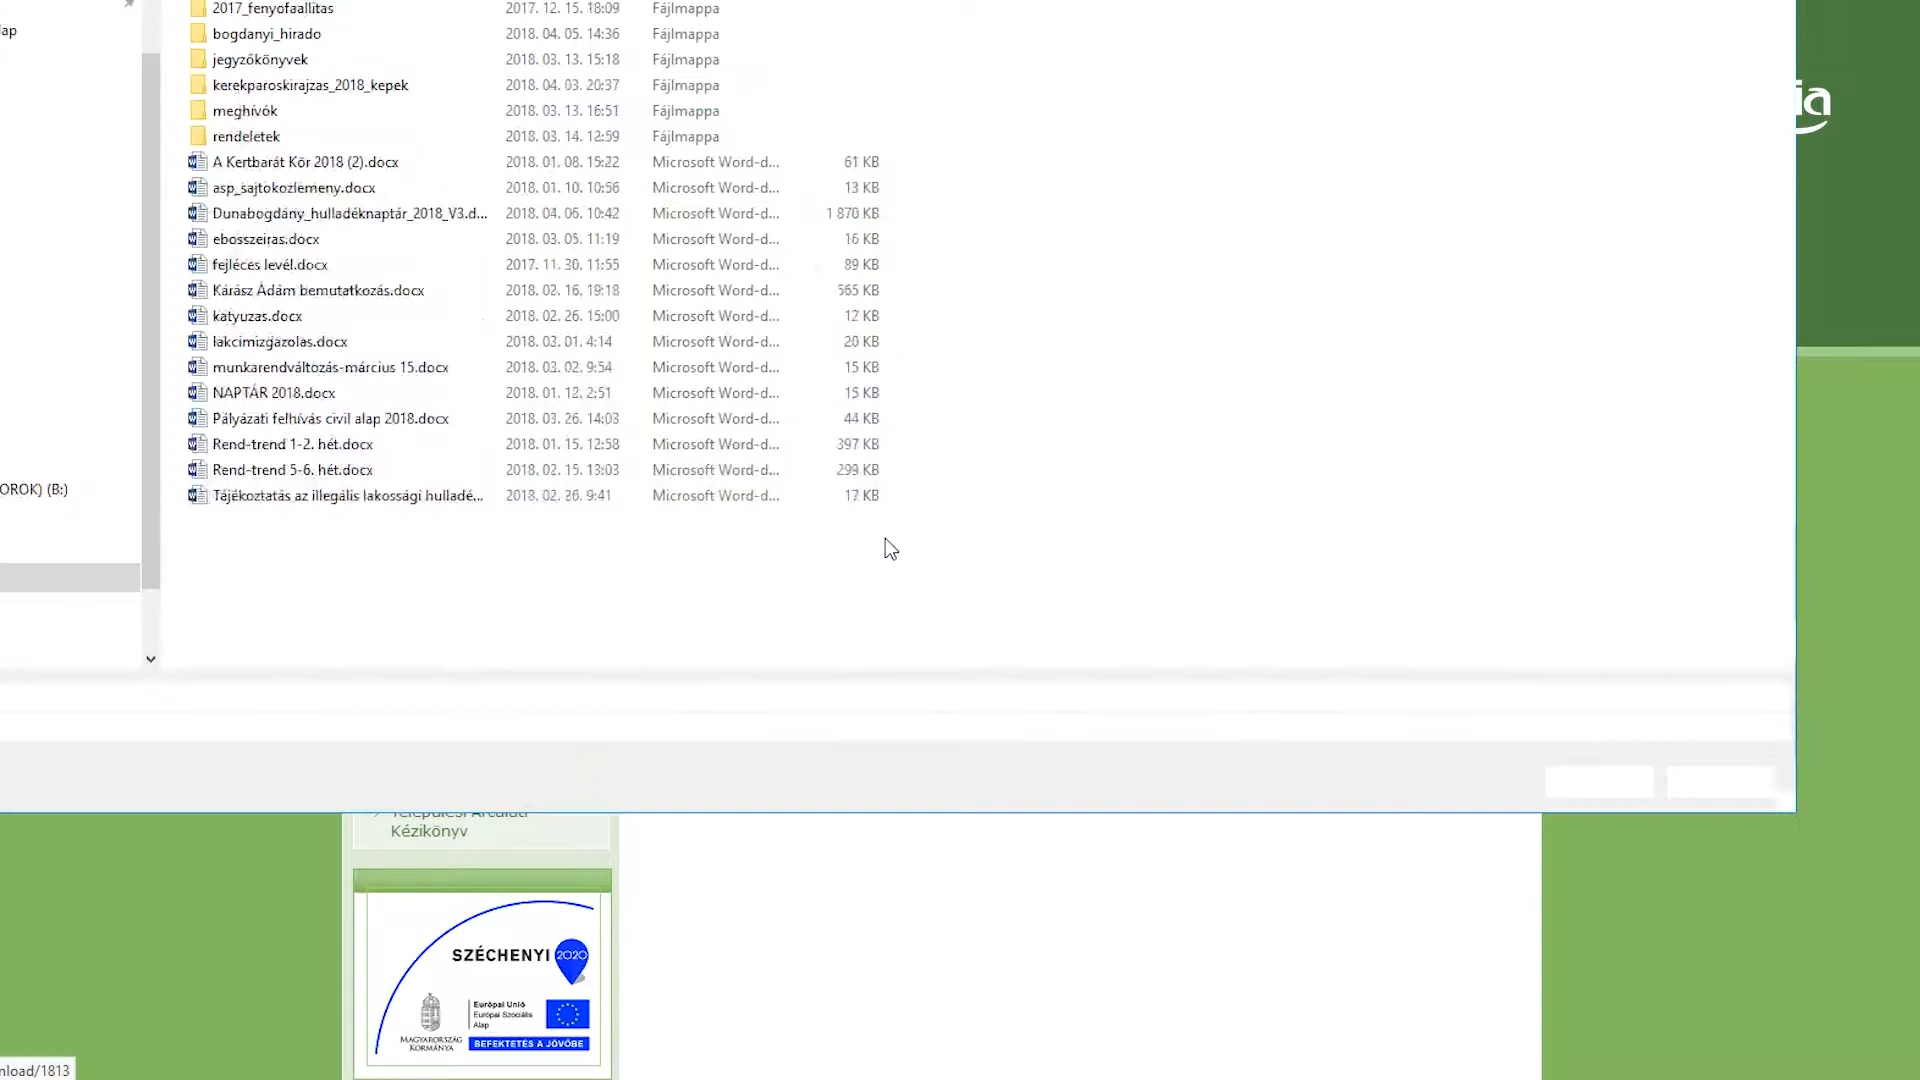 2017_fenyofaallitas 2017. 12. 15. 18:09 Fájlmappa
bogdanyi_hirado 2018. 04. 05. 14:36 Fájlmappa
jegyzőkönyvek 2018. 03. 13. 15:18 Fájlmappa
kerekparoskirajzas_2018_kepek 2018. 04. 03. 20:37 Fájlmappa
meghívók 2018. 03. 13. 16:51 Fájlmappa
rendeletek 2018. 03. 14. 12:59 Fájlmappa
A Kertbarát Kör 2018 (2).docx 2018. 01. 08. 15:22 Microsoft Word-d... 61 KB
asp_sajtokozlemeny.docx 2018. 01. 10. 10:56 Microsoft Word-d... 13 KB
Dunabogdány_hulladéknaptár_2018_V3.d... 2018. 04. 06. 10:42 Microsoft Word-d... 1 870 KB
ebosszeiras.docx 2018. 03. 05. 11:19 Microsoft Word-d... 16 KB
fejléces levél.docx 2017. 11. 30. 11:55 Microsoft Word-d... 89 KB
Kárász Ádám bemutatkozás.docx 2018. 02. 16. 19:18 Microsoft Word-d... 565 KB
katyuzas.docx 2018. 02. 26. 15:00 Microsoft Word-d... 12 KB
lakcimigzgazolas.docx 2018. 03. 01. 4:14 Microsoft Word-d... 20 KB
munkarendváltozás-március 15.docx 2018. 03. 02. 9:54 Microsoft Word-d... 15 KB
NAPTÁR 2018.docx 2018. 01. 12. 2:51 Microsoft Word-d... 15 KB
Pályázati felhívás civil alap 2018.docx 2018. 03. 26. 14:03 Microsoft Word-d... 44 KB
Rend-trend 1-2. hét.docx 2018. 01. 15. 12:58 Microsoft Word-d... 397 KB
Rend-trend 5-6. hét.docx 2018. 02. 15. 13:03 Microsoft Word-d... 299 KB
Tájékoztatás az illegális lakossági hulladé... 2018. 02. 26. 9:41 Microsoft Word-d... 17 KB
OROK) (B:)
Települési Arculati
Kézikönyv
SZÉCHENYI 2020
Európai Unió
Európai Szociális
Alap
MAGYARORSZÁG
KORMÁNYA
BEFEKTETÉS A JÖVŐBE
nload/1813